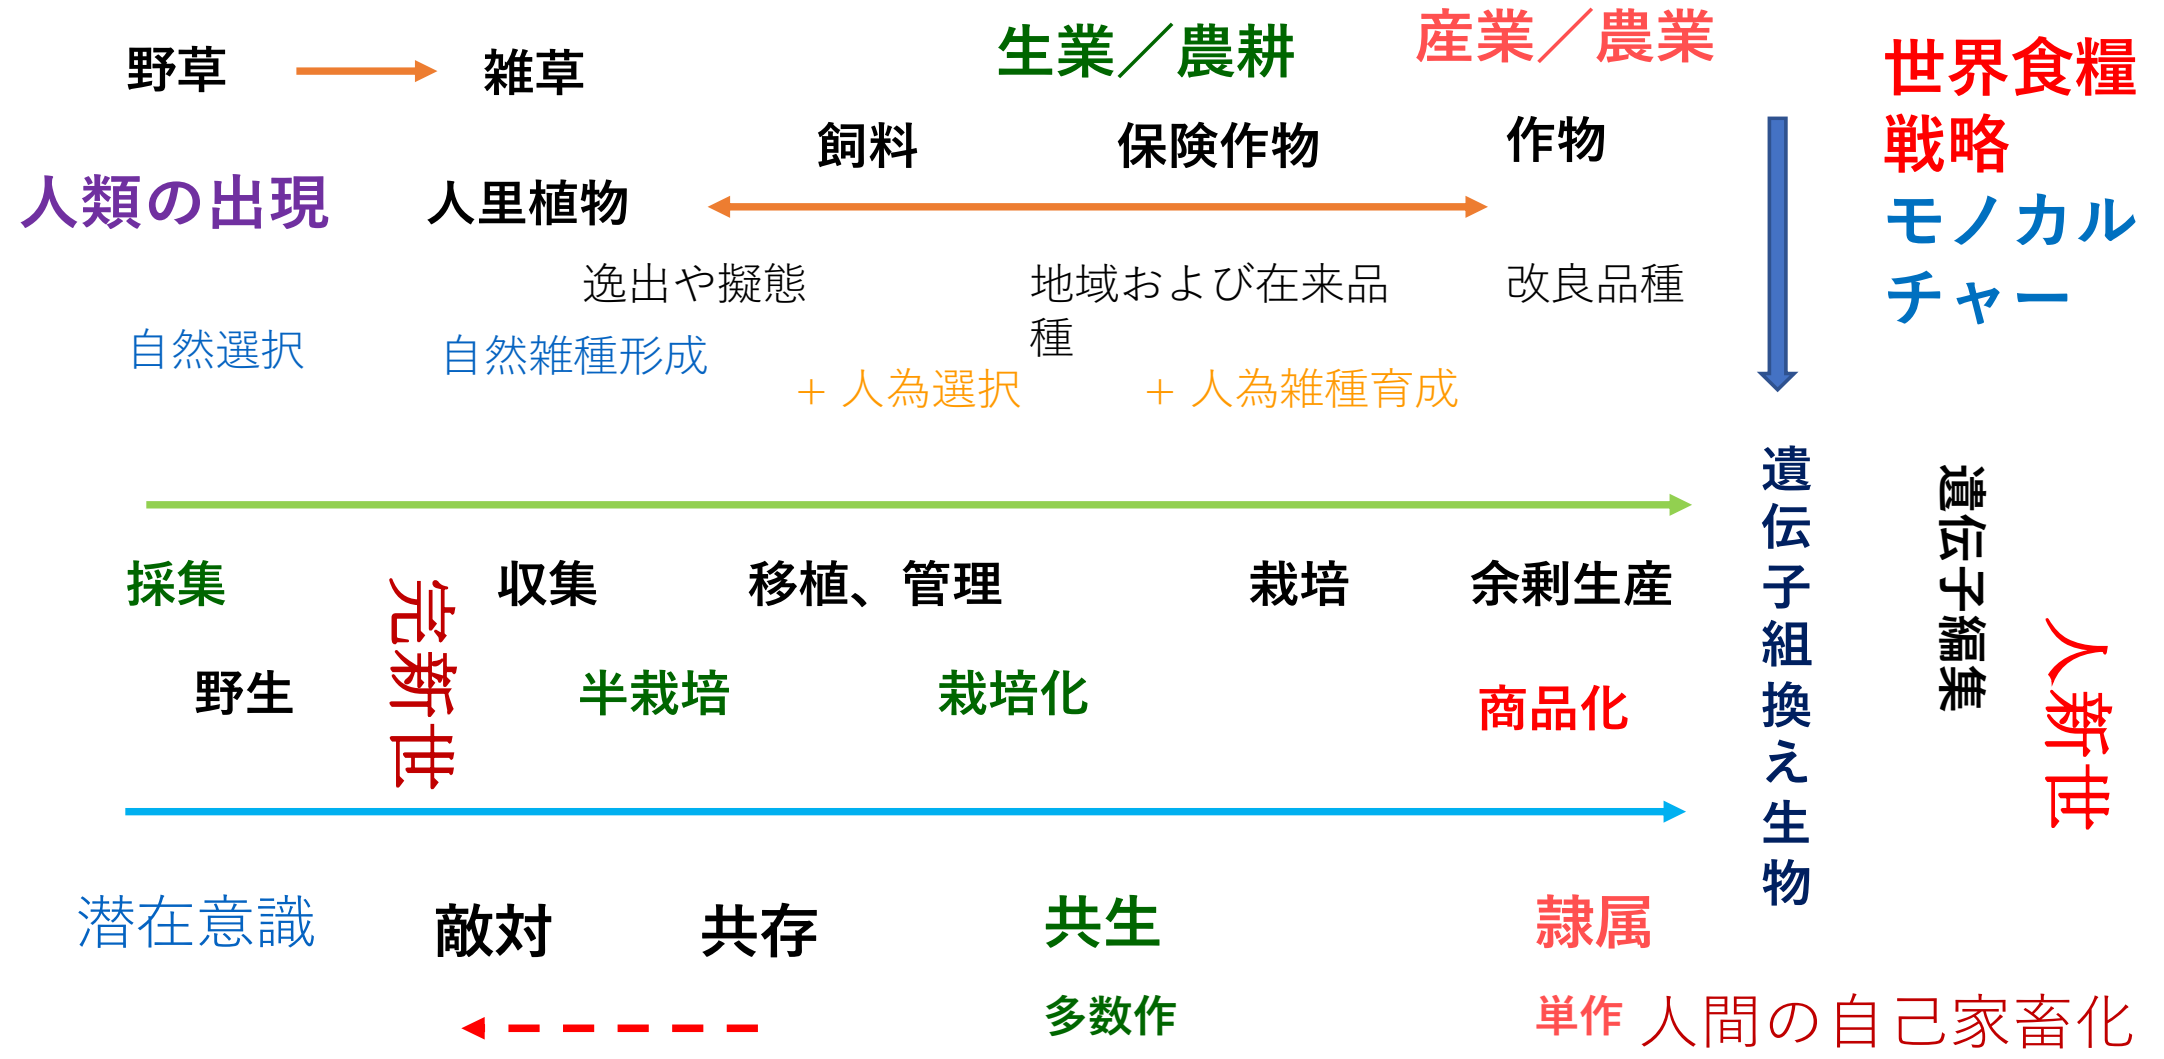 野草
雑草
生業／農耕
産業／農業
世界食糧
戦略
モノカル
チャー
飼料
保険作物
作物
人類の出現
人里植物
逸出や擬態
地域および在来品
種
改良品種
自然選択
自然雑種形成
+ 人為選択
+ 人為雑種育成
遺伝子組換え生物
遺伝子編集
人新世
採集
完新世
収集
移植、管理
栽培
余剰生産
野生
半栽培
栽培化
商品化
潜在意識
敵対
共存
共生
隷属
多数作
単作
人間の自己家畜化